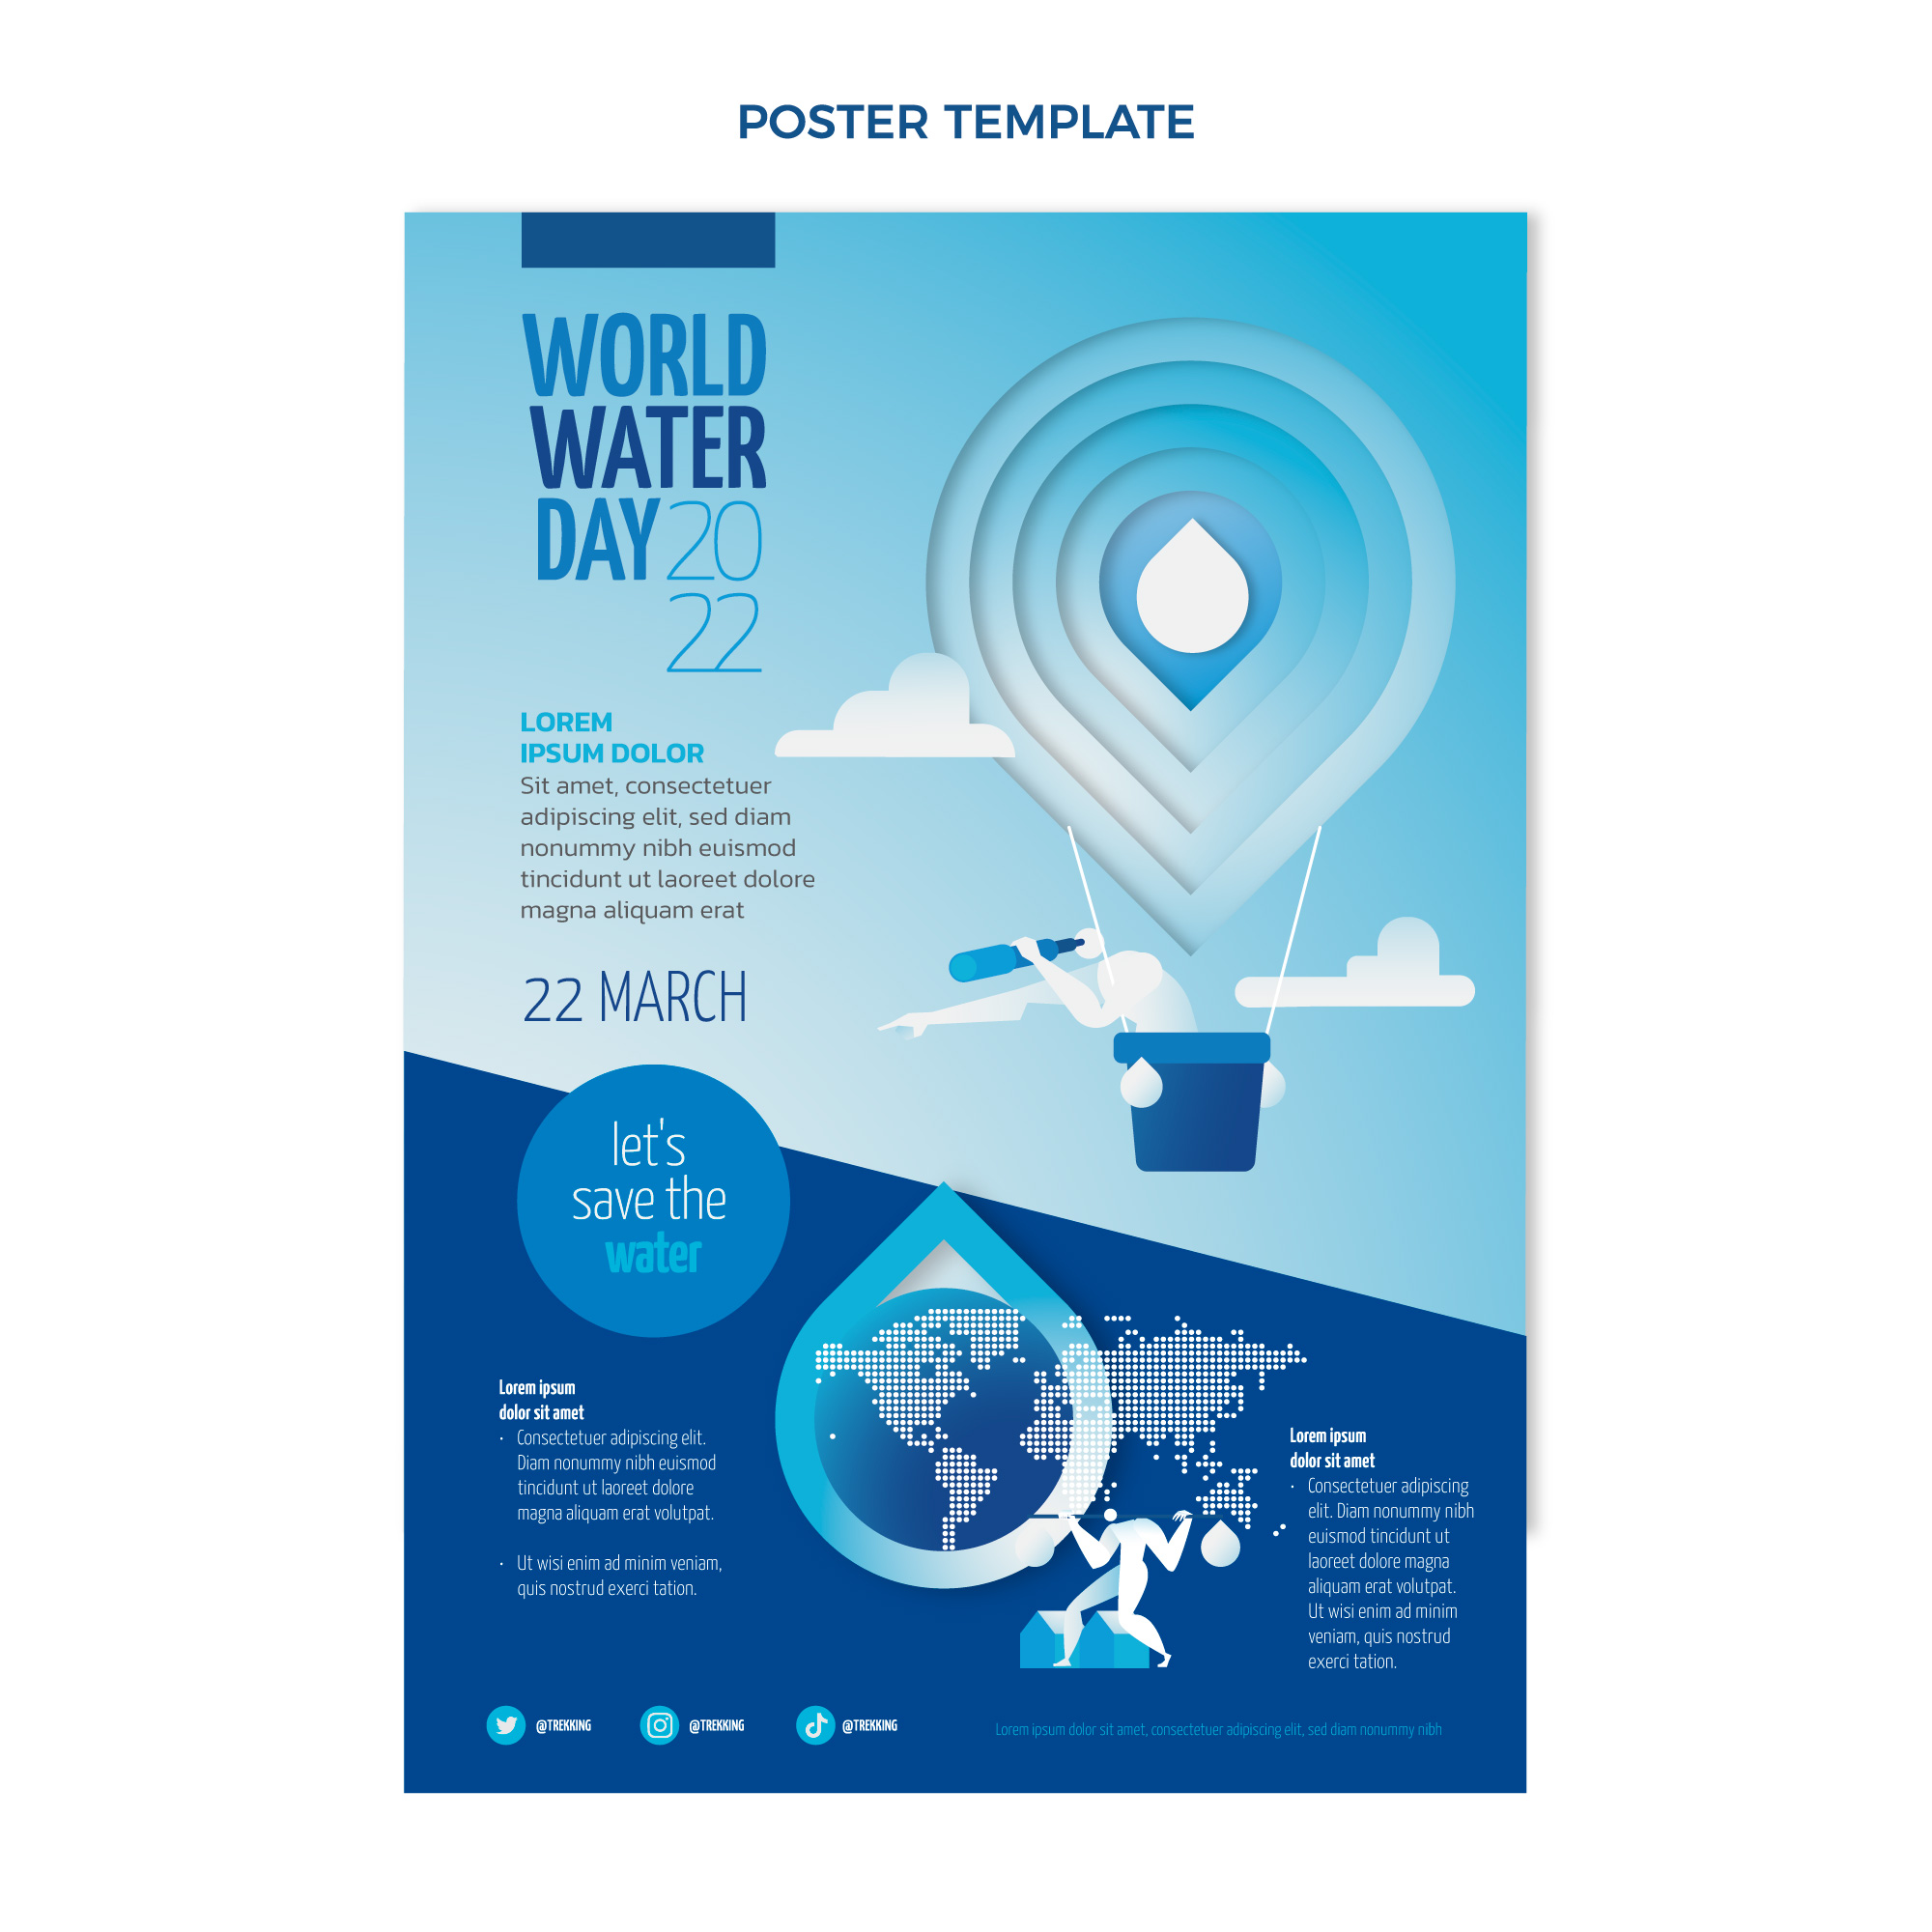 POSTER TEMPLATE
WORLD
WATER
DAY 20
22
LOREM
IPSUM DOLOR
Sit amet, consectetuer
adipiscing elit, sed diam
nonummy nibh euismod
tincidunt ut laoreet dolore
magna aliquam erat
22 MARCH
let's
save the
water
Lorem ipsum
dolor sit amet
• Consectetuer adipiscing elit.
Diam nonummy nibh euismod
tincidunt ut laoreet dolore
magna aliquam erat volutpat.
• Ut wisi enim ad minim veniam,
quis nostrud exerci tation.
Lorem ipsum
dolor sit amet
• Consectetuer adipiscing
elit. Diam nonummy nibh
euismod tincidunt ut
laoreet dolore magna
aliquam erat volutpat.
Ut wisi enim ad minim
veniam, quis nostrud
exerci tation.
@TREKKING
@TREKKING
@TREKKING
Lorem ipsum dolor sit amet, consectetuer adipiscing elit, sed diam nonummy nibh